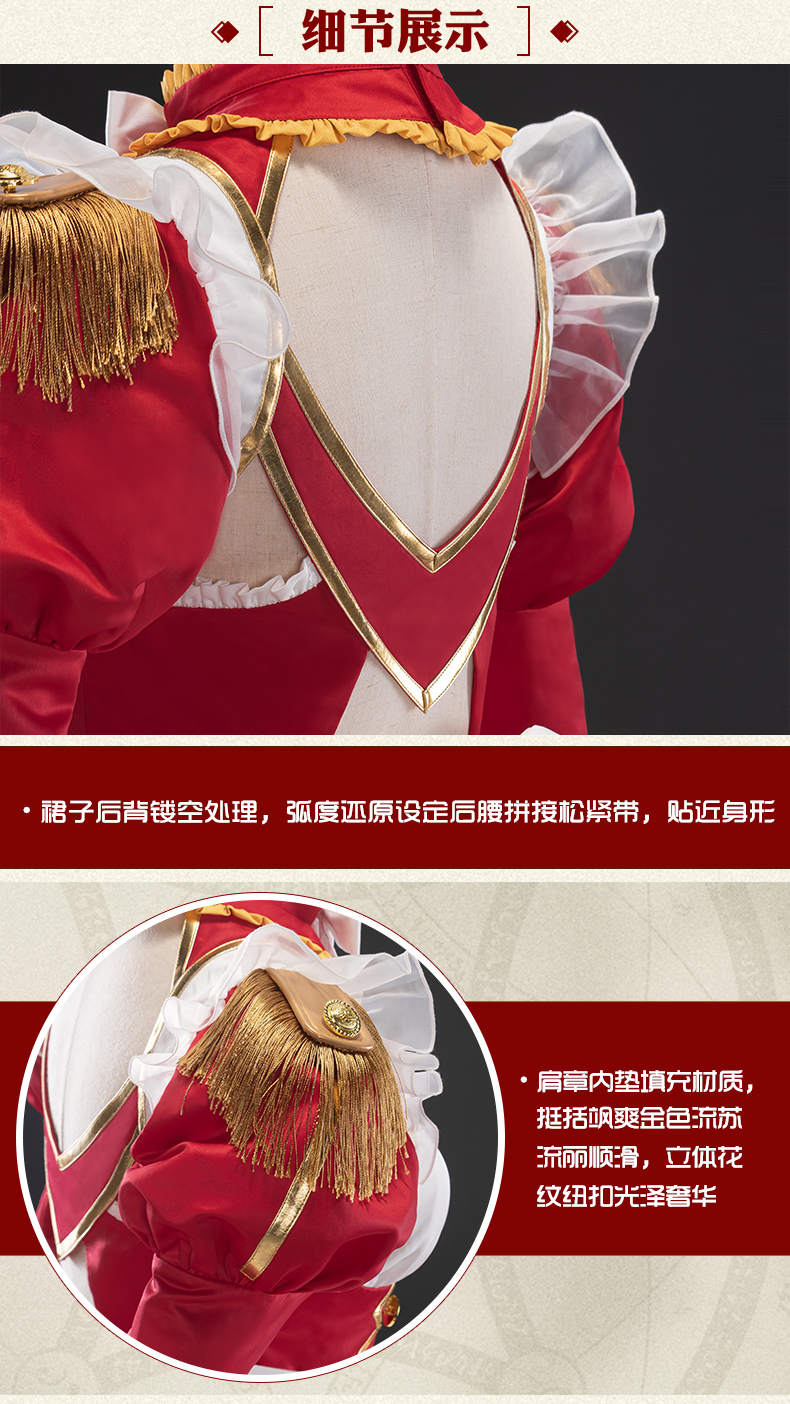 细节展示
• 裙子后背镂空处理，弧度还原设定后腰拼接松紧带，贴近身形
• 肩章内垫填充材质，
挺括飒爽金色流苏
流丽顺滑，立体花
纹纽扣光泽奢华